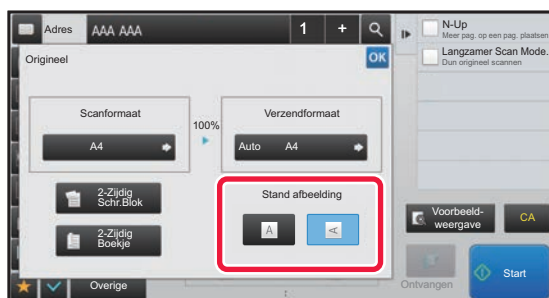 Adres AAA AAA 1 +
Origineel
OK
Scanformaat
A4
100%
Verzendformaat
Auto A4
2-Zijdig
Schr.Blok
2-Zijdig
Boekje
Stand afbeelding
A
A
Overige
N-Up
Meer pag. op een pag. plaatsen
Langzamer Scan Mode.
Dun origineel scannen
Voorbeeld-
weergave
CA
Ontvangen
Start